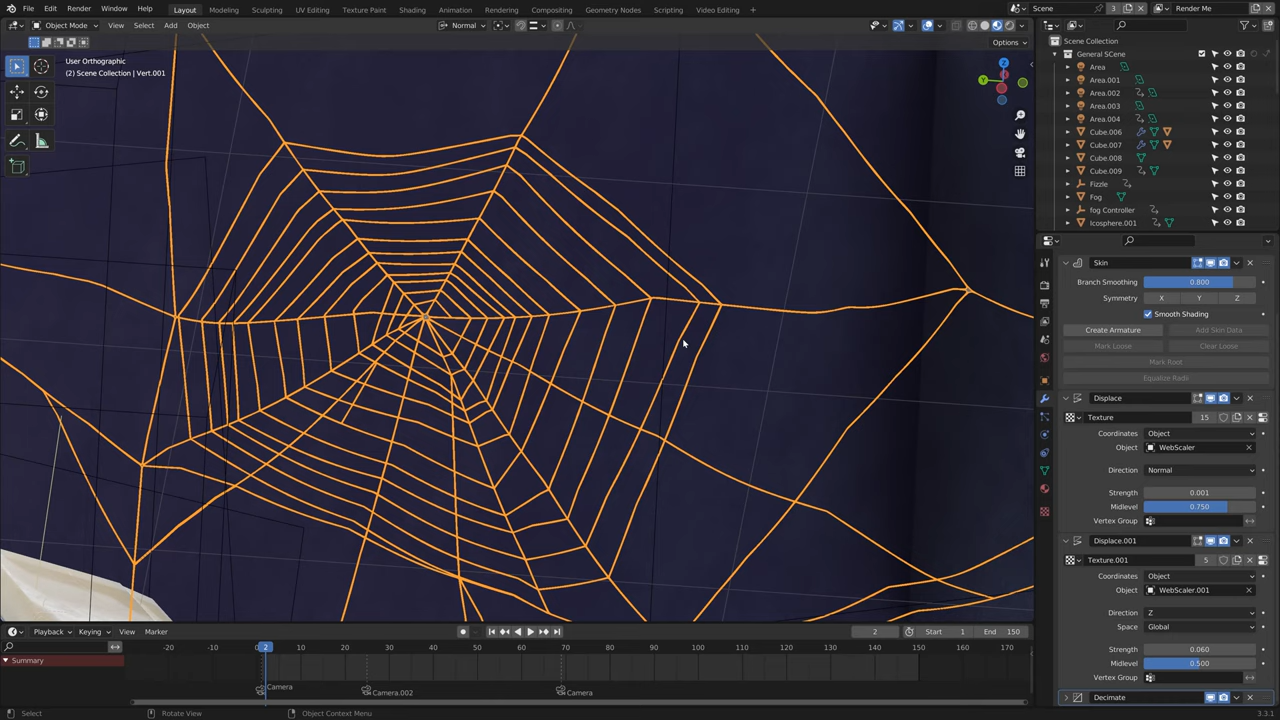 File Edit Render Window Help Layout Modeling Sculpting UV Editing Texture Paint Shading Animation Rendering Compositing Geometry Nodes Scripting Video Editing + Scene 3 Render Me
Object Mode View Select Add Object Normal
Options
User Orthographic
(2) Scene Collection | Vert.001
Z
Y
Scene Collection
General SCene
Area
Area.001
Area.002
Area.003
Area.004
Cube.006
Cube.007
Cube.008
Cube.009
Fizzle
Fog
fog Controller
Icosphere.001
Skin
Branch Smoothing 0.800
Symmetry X Y Z
Smooth Shading
Create Armature Add Skin Data
Mark Loose Clear Loose
Mark Root
Equalize Radii
Displace
Texture 15
Coordinates Object
Object WebScaler
Direction Normal
Strength 0.001
Midlevel 0.750
Vertex Group
Displace.001
Texture.001 5
Coordinates Object
Object WebScaler.001
Direction Z
Space Global
Strength 0.060
Midlevel 0.500
Vertex Group
Decimate
Playback Keying View Marker 2 Start 1 End 150
-20 -10 2 10 20 30 40 50 60 70 80 90 100 110 120 130 140 150 160 170
Summary
Camera Camera.002 Camera
Select Rotate View Object Context Menu 3.3.1